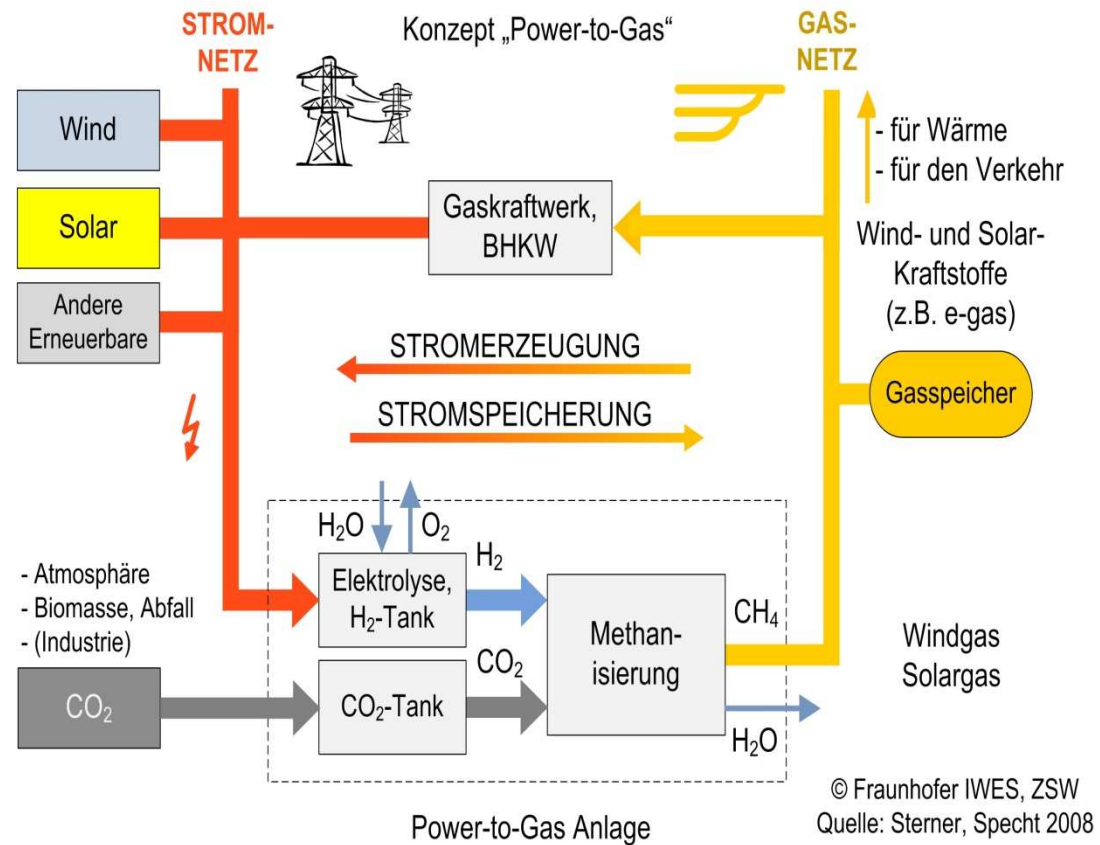 STROM-
NETZ
Konzept „Power-to-Gas“
GAS-
NETZ
Wind
Solar
Andere
Erneuerbare
Gaskraftwerk,
BHKW
- für Wärme
- für den Verkehr
Wind- und Solar-
Kraftstoffe
(z.B. e-gas)
Gasspeicher
STROMERZEUGUNG
STROMSPEICHERUNG
H₂O
O₂
Elektrolyse,
H₂-Tank
H₂
- Atmosphäre
- Biomasse, Abfall
- (Industrie)
CO₂
CO₂-Tank
CO₂
Methan-
isierung
CH₄
H₂O
Windgas
Solargas
Power-to-Gas Anlage
© Fraunhofer IWES, ZSW
Quelle: Sterner, Specht 2008